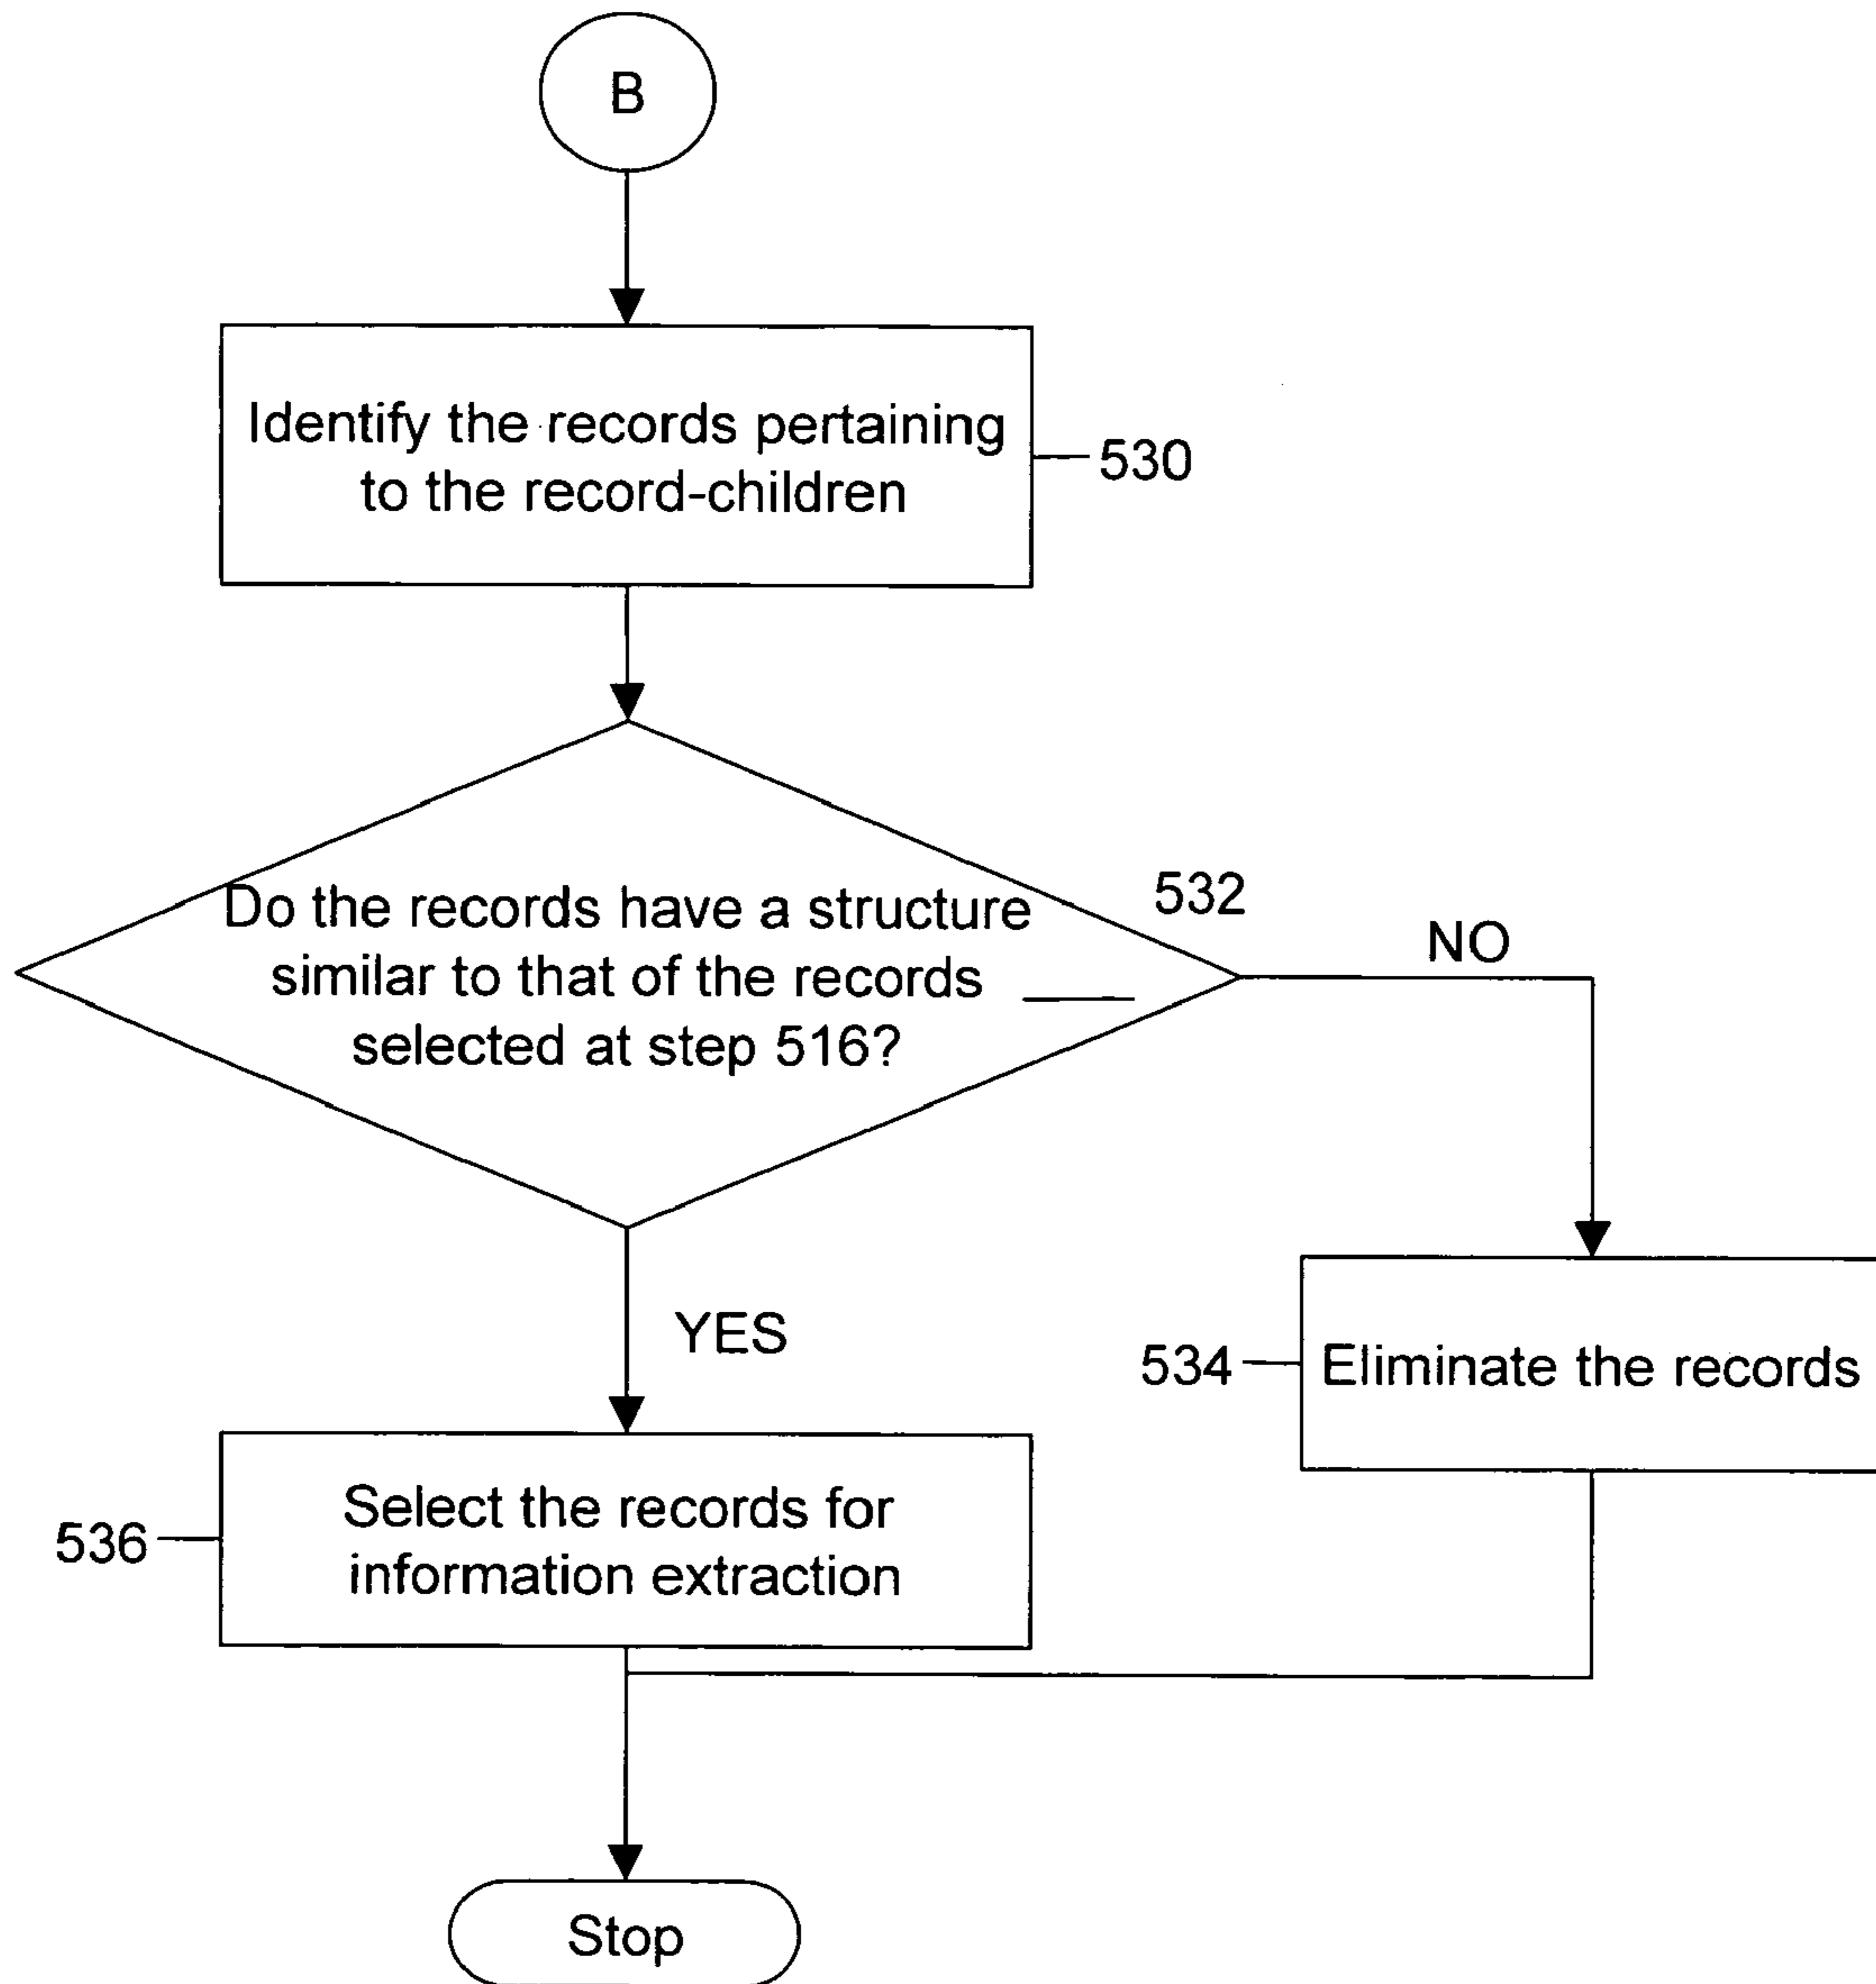 B
Identify the records pertaining
to the record-children
530
Do the records have a structure
similar to that of the records
selected at step 516?
532
NO
YES
534
Eliminate the records
536
Select the records for
information extraction
Stop